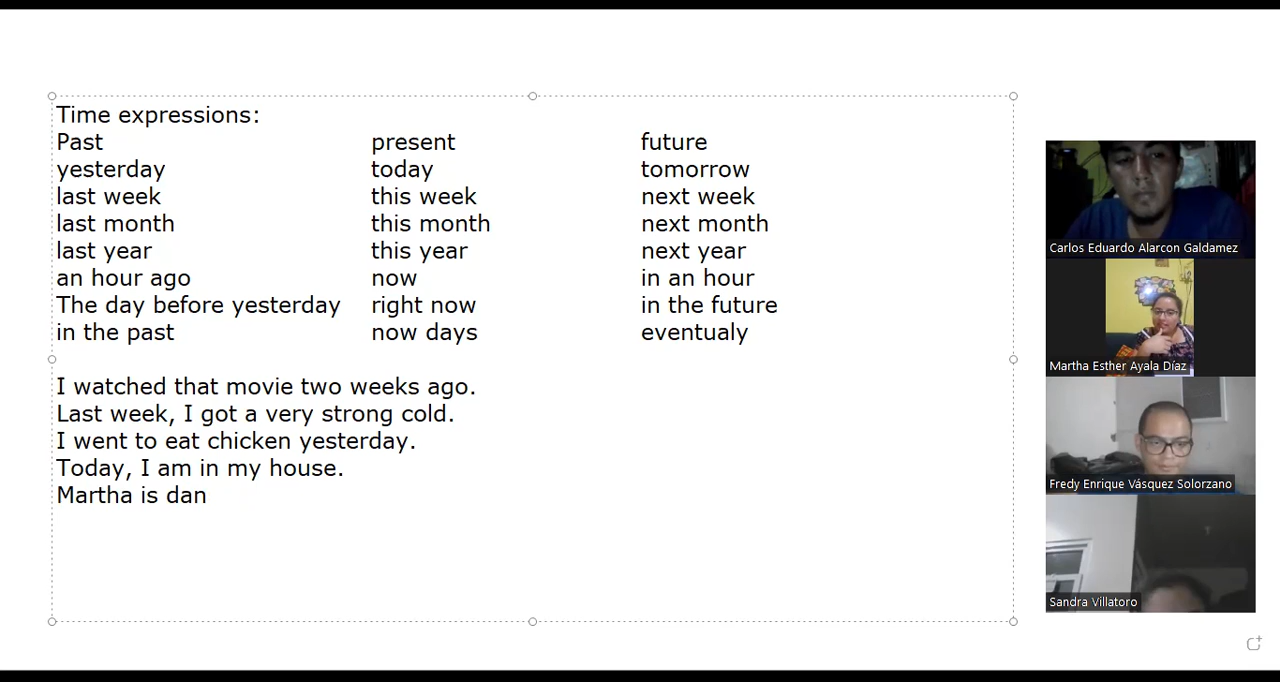 Time expressions:
Past present future
yesterday today tomorrow
last week this week next week
last month this month next month
last year this year next year
an hour ago now in an hour
The day before yesterday right now in the future
in the past now days eventualy
I watched that movie two weeks ago.
Last week, I got a very strong cold.
I went to eat chicken yesterday.
Today, I am in my house.
Martha is dan
Carlos Eduardo Alarcon Galdamez
Martha Esther Ayala Díaz
Fredy Enrique Vásquez Solorzano
Sandra Villatoro